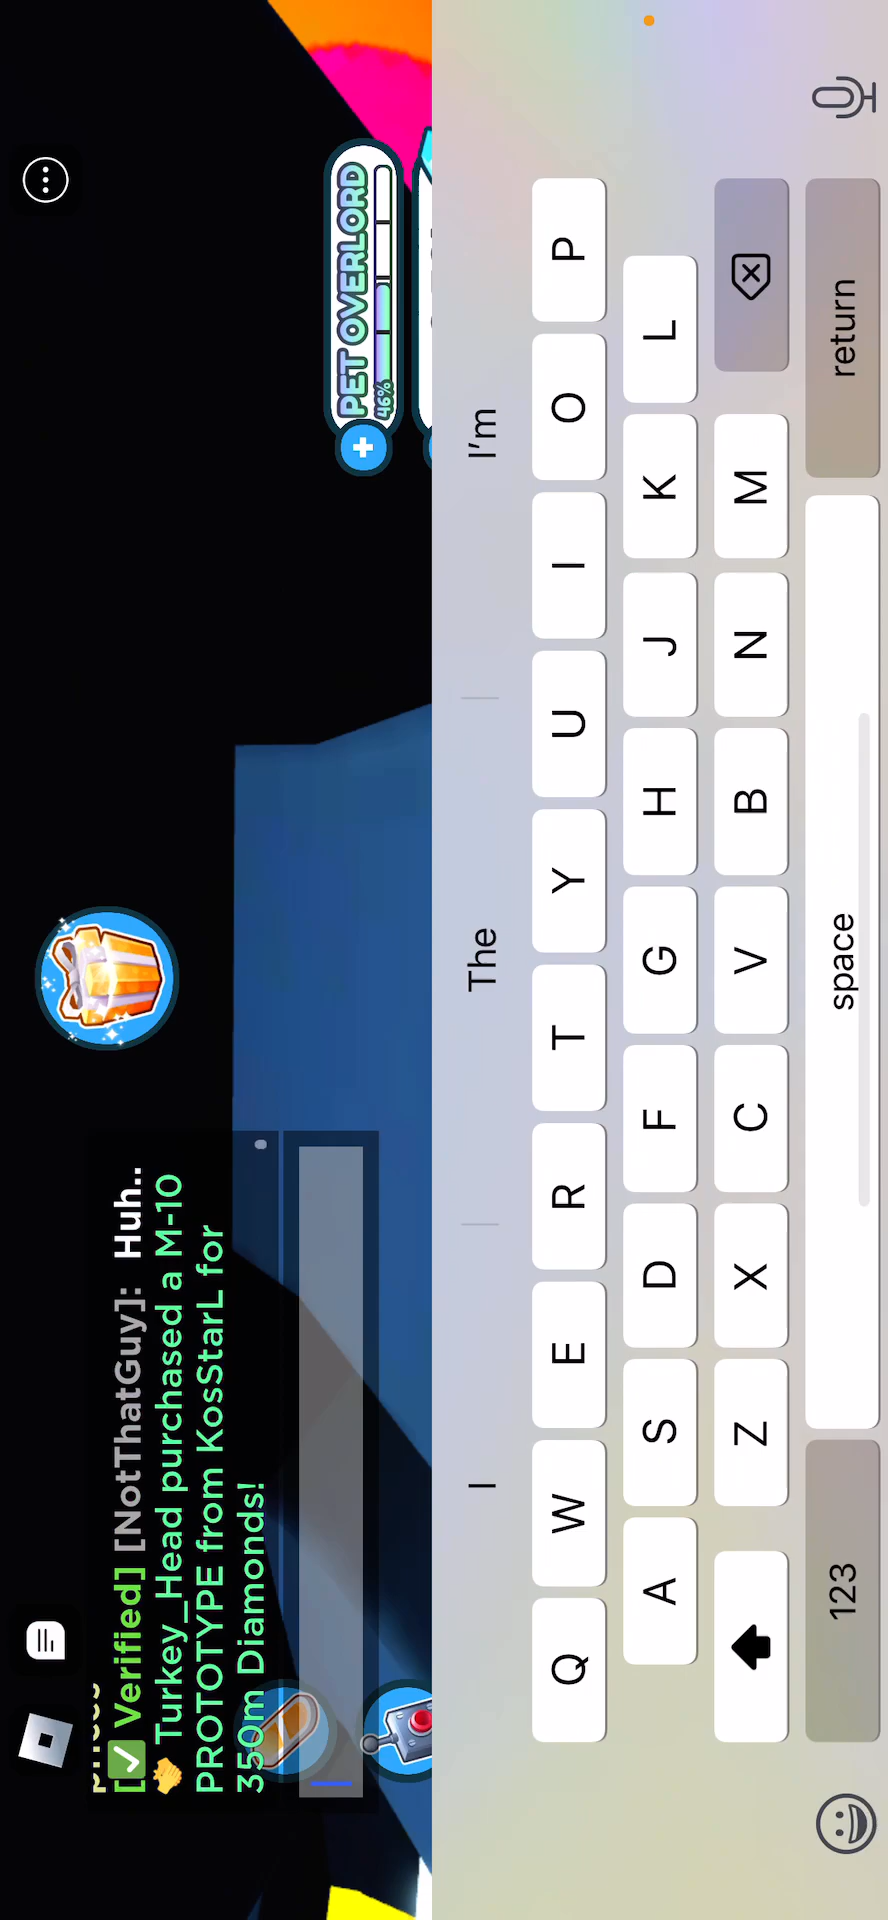 PET OVERLORD
46%
[✅ Verified] [NotThatGuy]: Huh..
👏 Turkey_Head purchased a M-10
PROTOTYPE from KosStarL for
350m Diamonds!
I
The
I'm
Q W E R T Y U I O P
A S D F G H J K L
Z X C V B N M
123
space
return